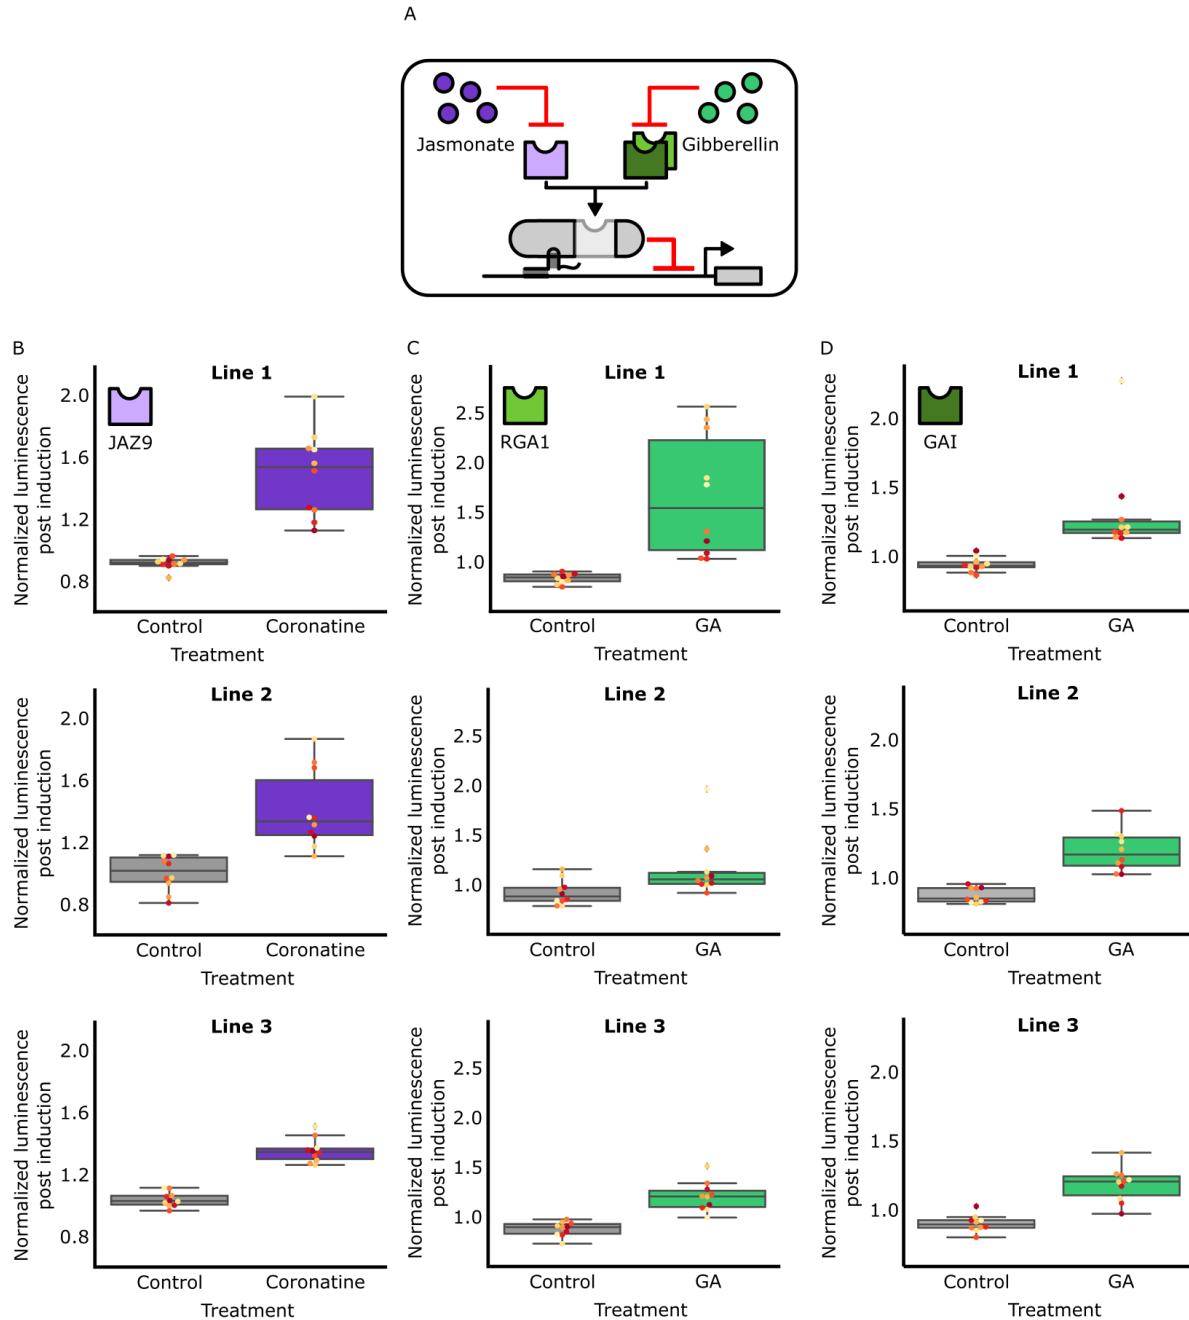 A
Jasmonate
Gibberellin
B
Line 1
JAZ9
Normalized luminescence
post induction
2.0
1.6
1.2
0.8
Control
Coronatine
Treatment
C
Line 1
RGA1
Normalized luminescence
post induction
2.5
2.0
1.5
1.0
Control
GA
Treatment
D
Line 1
GAI
Normalized luminescence
post induction
2.0
1.5
1.0
Control
GA
Treatment
Line 2
Normalized luminescence
post induction
2.0
1.6
1.2
0.8
Control
Coronatine
Treatment
Line 2
Normalized luminescence
post induction
2.5
2.0
1.5
1.0
Control
GA
Treatment
Line 2
Normalized luminescence
post induction
2.0
1.5
1.0
Control
GA
Treatment
Line 3
Normalized luminescence
post induction
2.0
1.6
1.2
0.8
Control
Coronatine
Treatment
Line 3
Normalized luminescence
post induction
2.5
2.0
1.5
1.0
Control
GA
Treatment
Line 3
Normalized luminescence
post induction
2.0
1.5
1.0
Control
GA
Treatment